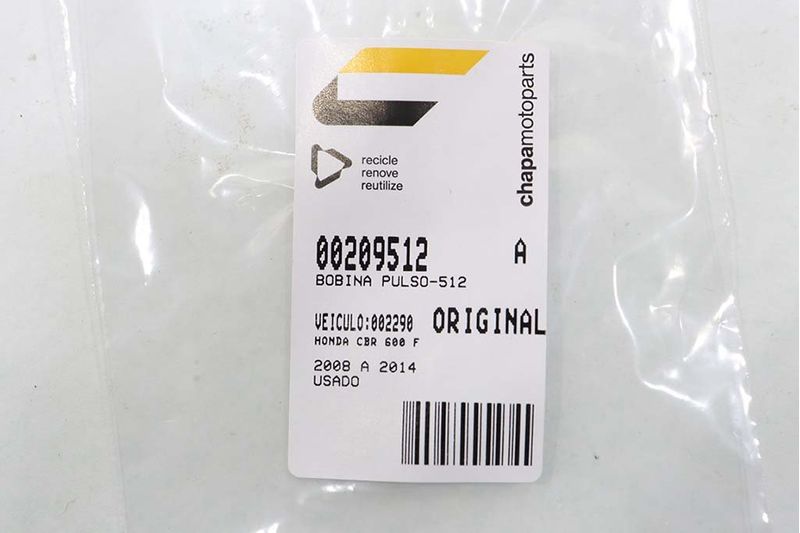 chapamotoparts
recicle
renove
reutilize
00209512 A
BOBINA PULSO-512
VEICULO:002290 ORIGINAL
HONDA CBR 600 F
2008 A 2014
USADO